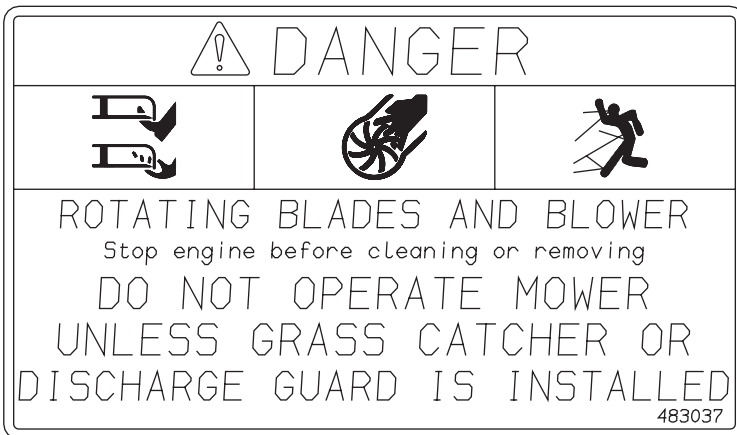 DANGER
ROTATING BLADES AND BLOWER
Stop engine before cleaning or removing
DO NOT OPERATE MOWER
UNLESS GRASS CATCHER OR
DISCHARGE GUARD IS INSTALLED
483037